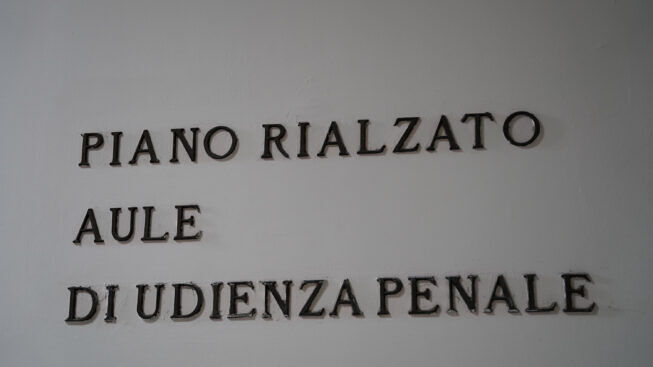 PIANO RIALZATO
AULE
DI UDIENZA PENALE